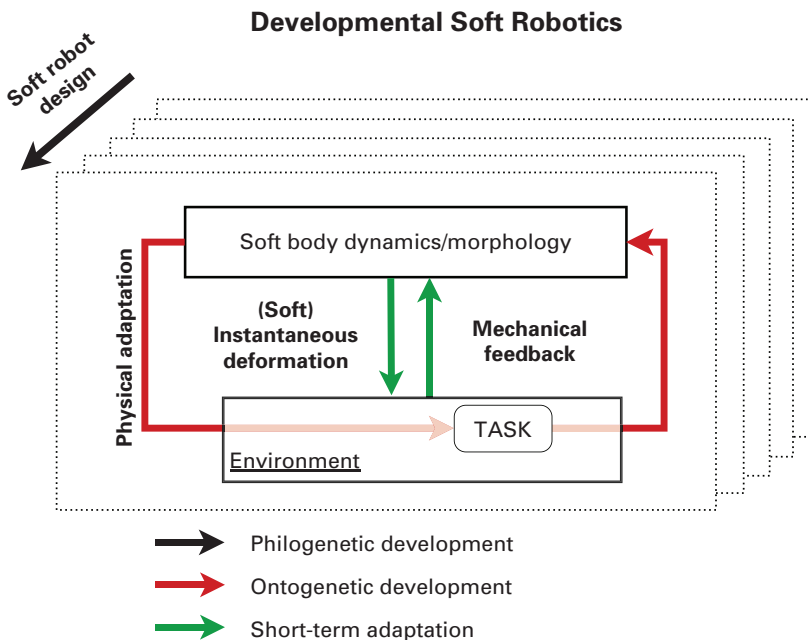 Developmental Soft Robotics
Soft robot
design
Soft body dynamics/morphology
Physical adaptation
(Soft)
Instantaneous
deformation
Mechanical
feedback
TASK
Environment
Philogenetic development
Ontogenetic development
Short-term adaptation